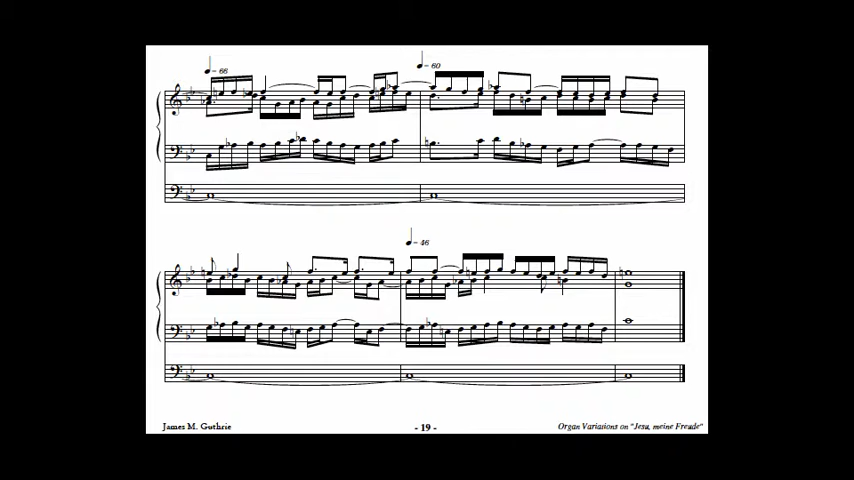 = 66
= 60
= 46
James M. Guthrie
- 19 -
Organ Variations on "Jesu, meine Freude"